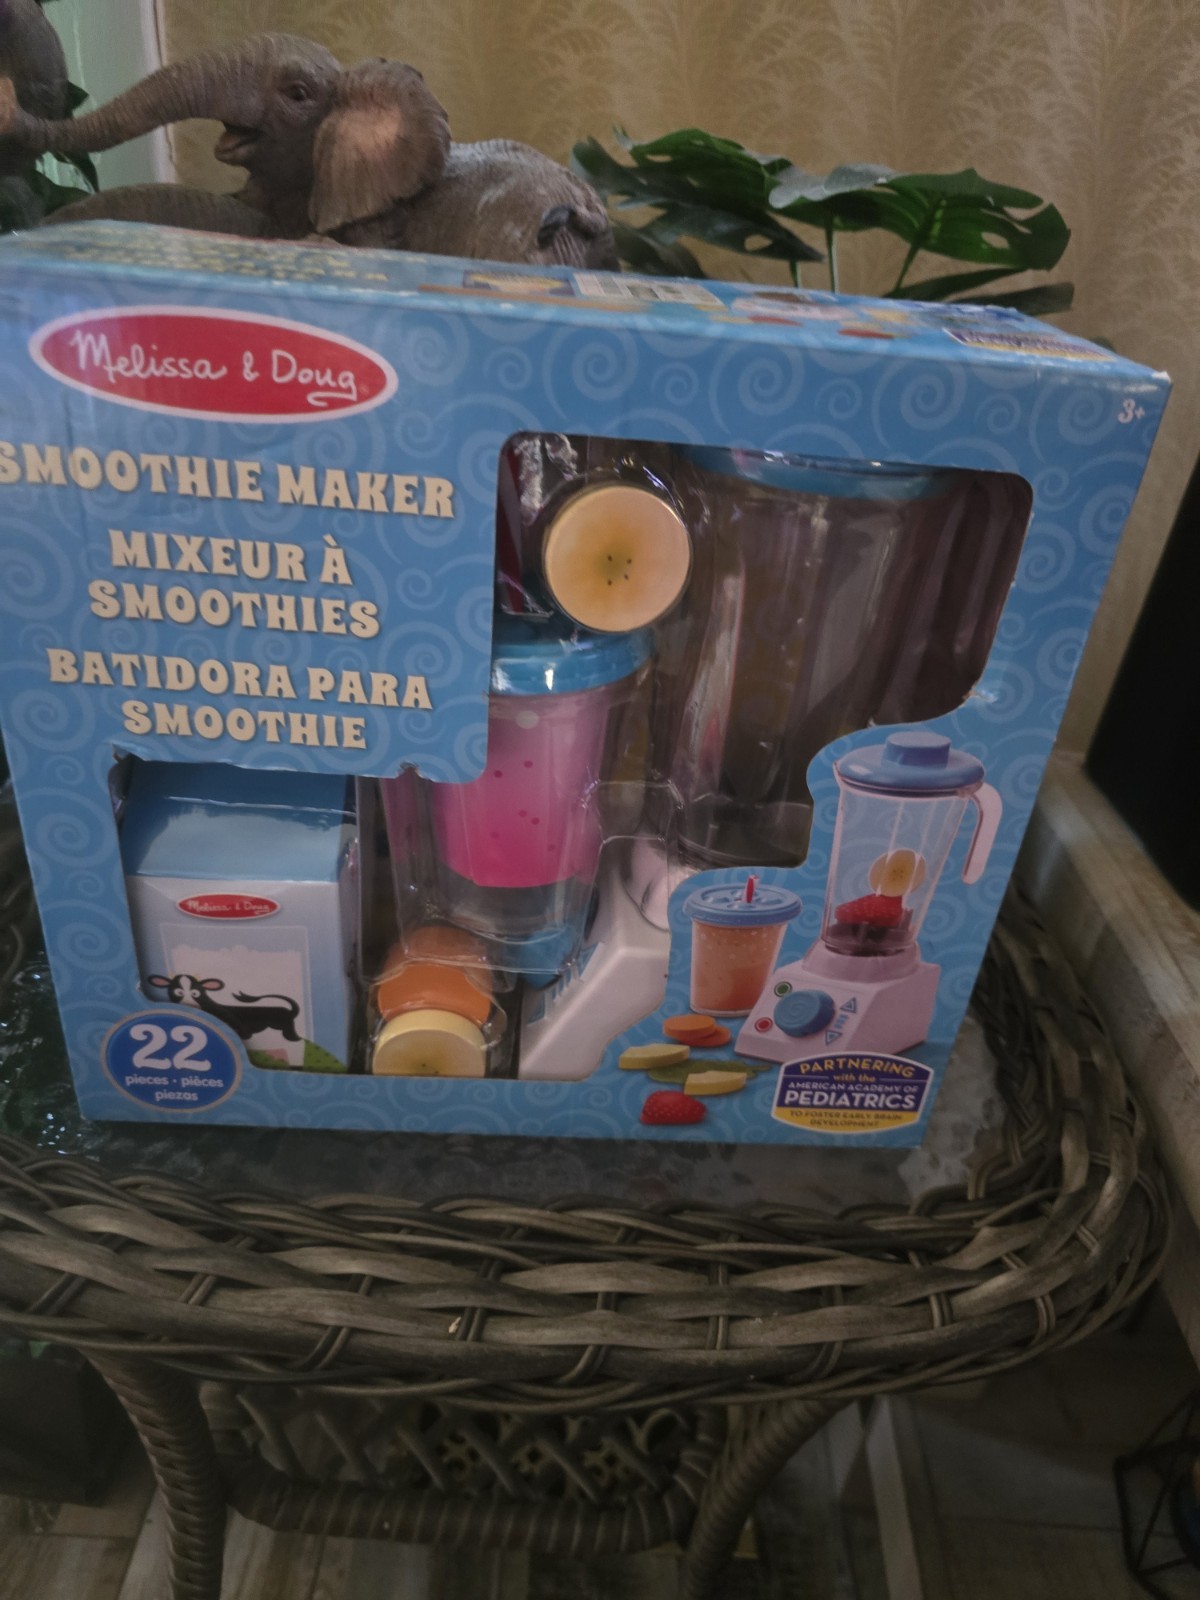 Melissa & Doug
3+
SMOOTHIE MAKER
MIXEUR À
SMOOTHIES
BATIDORA PARA
SMOOTHIE
Melissa & Doug
22
pieces • pièces
piezas
PARTNERING
with the
AMERICAN ACADEMY OF
PEDIATRICS
TO FOSTER EARLY BRAIN
DEVELOPMENT